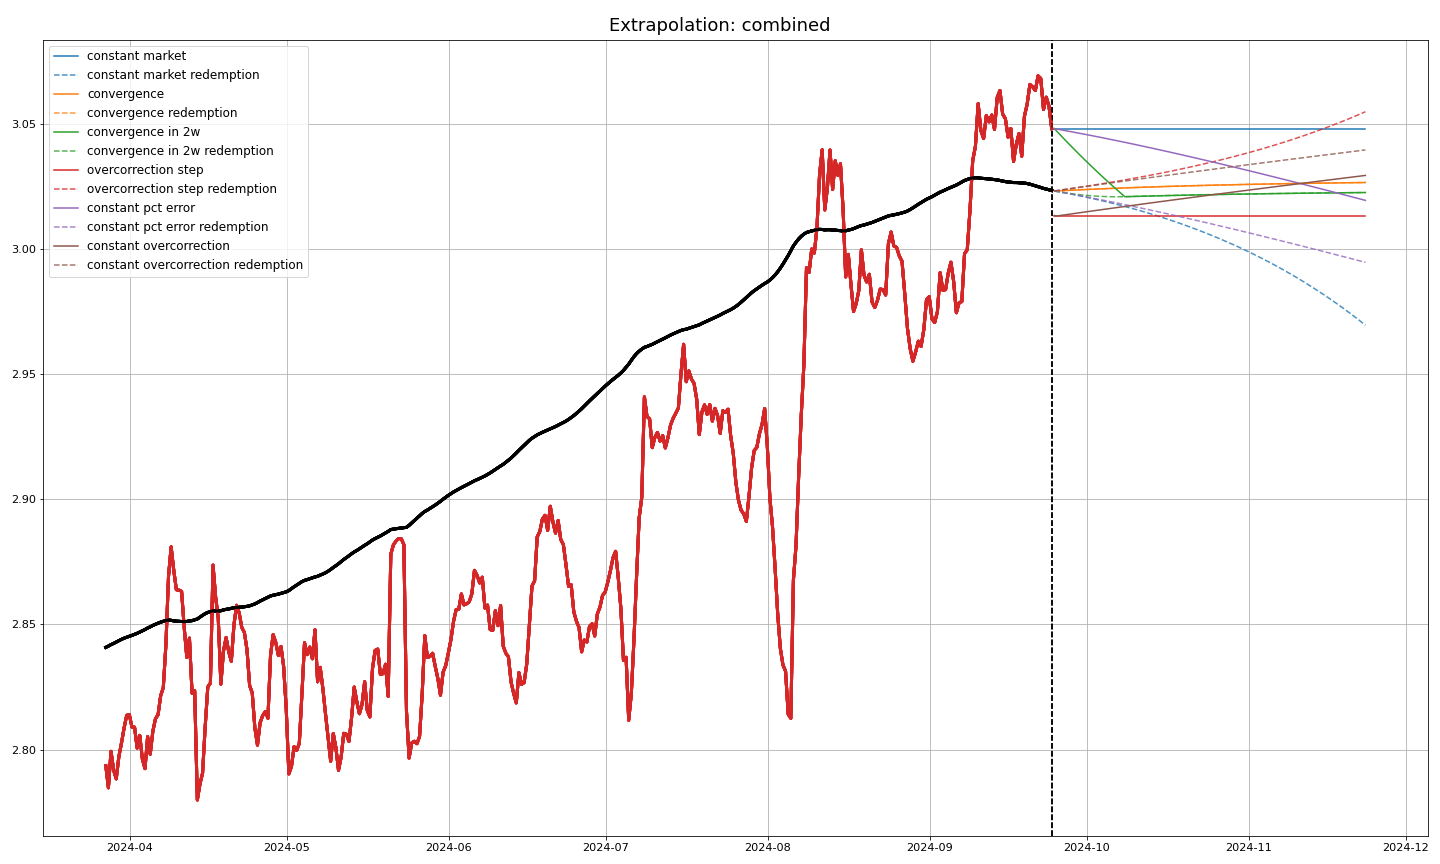 Extrapolation: combined
constant market
constant market redemption
convergence
convergence redemption
convergence in 2w
convergence in 2w redemption
overcorrection step
overcorrection step redemption
constant pct error
constant pct error redemption
constant overcorrection
constant overcorrection redemption
3.05
3.00
2.95
2.90
2.85
2.80
2024-04 2024-05 2024-06 2024-07 2024-08 2024-09 2024-10 2024-11 2024-12